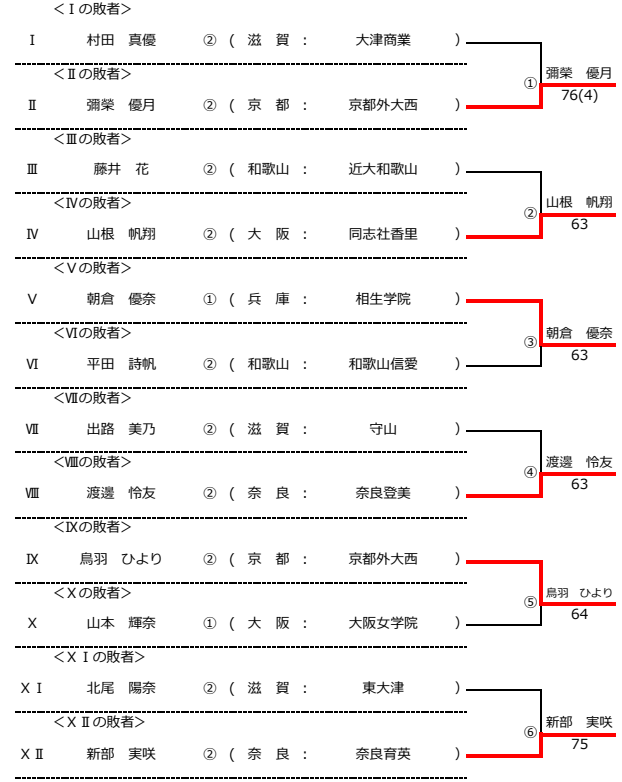 ＜Ⅰの敗者＞
Ⅰ 村田 真優 ② ( 滋 賀 : 大津商業 )
＜Ⅱの敗者＞
① 彌榮 優月
Ⅱ 彌榮 優月 ② ( 京 都 : 京都外大西 ) 76(4)
＜Ⅲの敗者＞
Ⅲ 藤井 花 ② ( 和歌山 : 近大和歌山 )
＜Ⅳの敗者＞
② 山根 帆翔
Ⅳ 山根 帆翔 ② ( 大 阪 : 同志社香里 ) 63
＜Ⅴの敗者＞
Ⅴ 朝倉 優奈 ① ( 兵 庫 : 相生学院 )
＜Ⅵの敗者＞
③ 朝倉 優奈
Ⅵ 平田 詩帆 ② ( 和歌山 : 和歌山信愛 ) 63
＜Ⅶの敗者＞
Ⅶ 出路 美乃 ② ( 滋 賀 : 守山 )
＜Ⅷの敗者＞
④ 渡邊 怜友
Ⅷ 渡邊 怜友 ② ( 奈 良 : 奈良登美 ) 63
＜Ⅸの敗者＞
Ⅸ 鳥羽 ひより ② ( 京 都 : 京都外大西 )
＜Ⅹの敗者＞
⑤ 鳥羽 ひより
Ⅹ 山本 輝奈 ① ( 大 阪 : 大阪女学院 ) 64
＜ⅩⅠの敗者＞
ⅩⅠ 北尾 陽奈 ② ( 滋 賀 : 東大津 )
＜ⅩⅡの敗者＞
⑥ 新部 実咲
ⅩⅡ 新部 実咲 ② ( 奈 良 : 奈良育英 ) 75